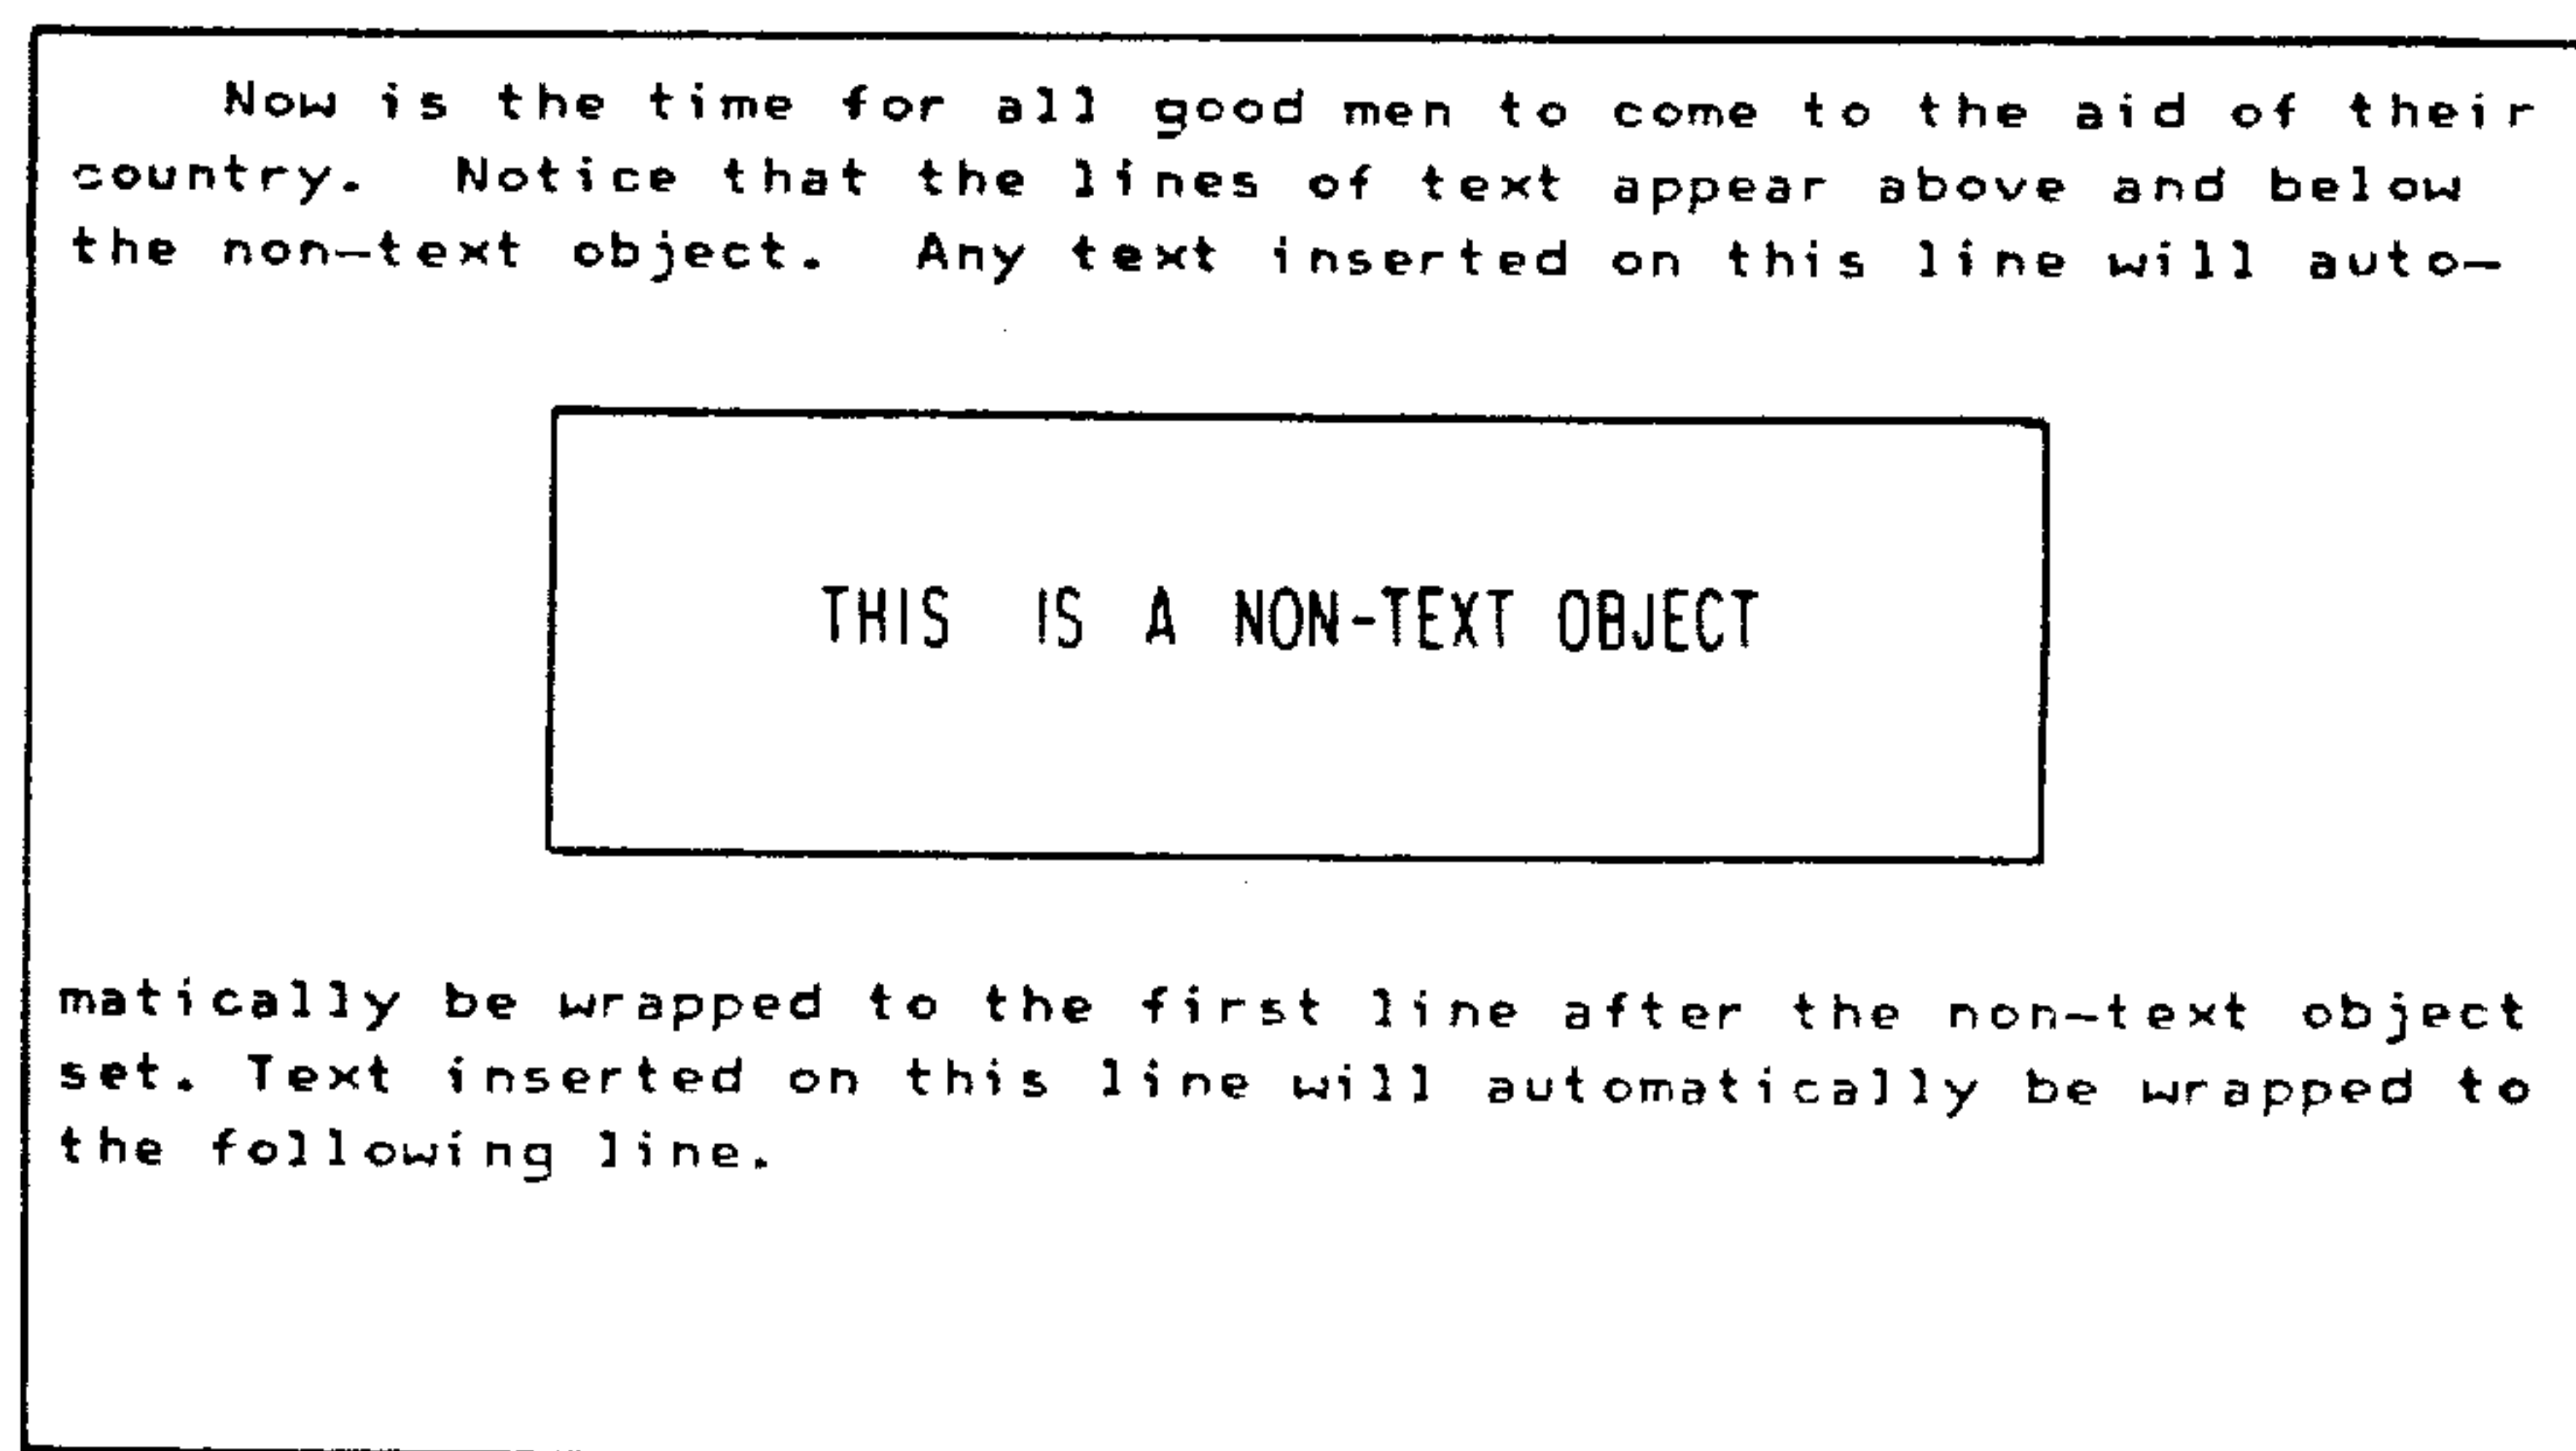 Now is the time for all good men to come to the aid of their
country. Notice that the lines of text appear above and below
the non-text object. Any text inserted on this line will auto-
THIS IS A NON-TEXT OBJECT
matically be wrapped to the first line after the non-text object
set. Text inserted on this line will automatically be wrapped to
the following line.